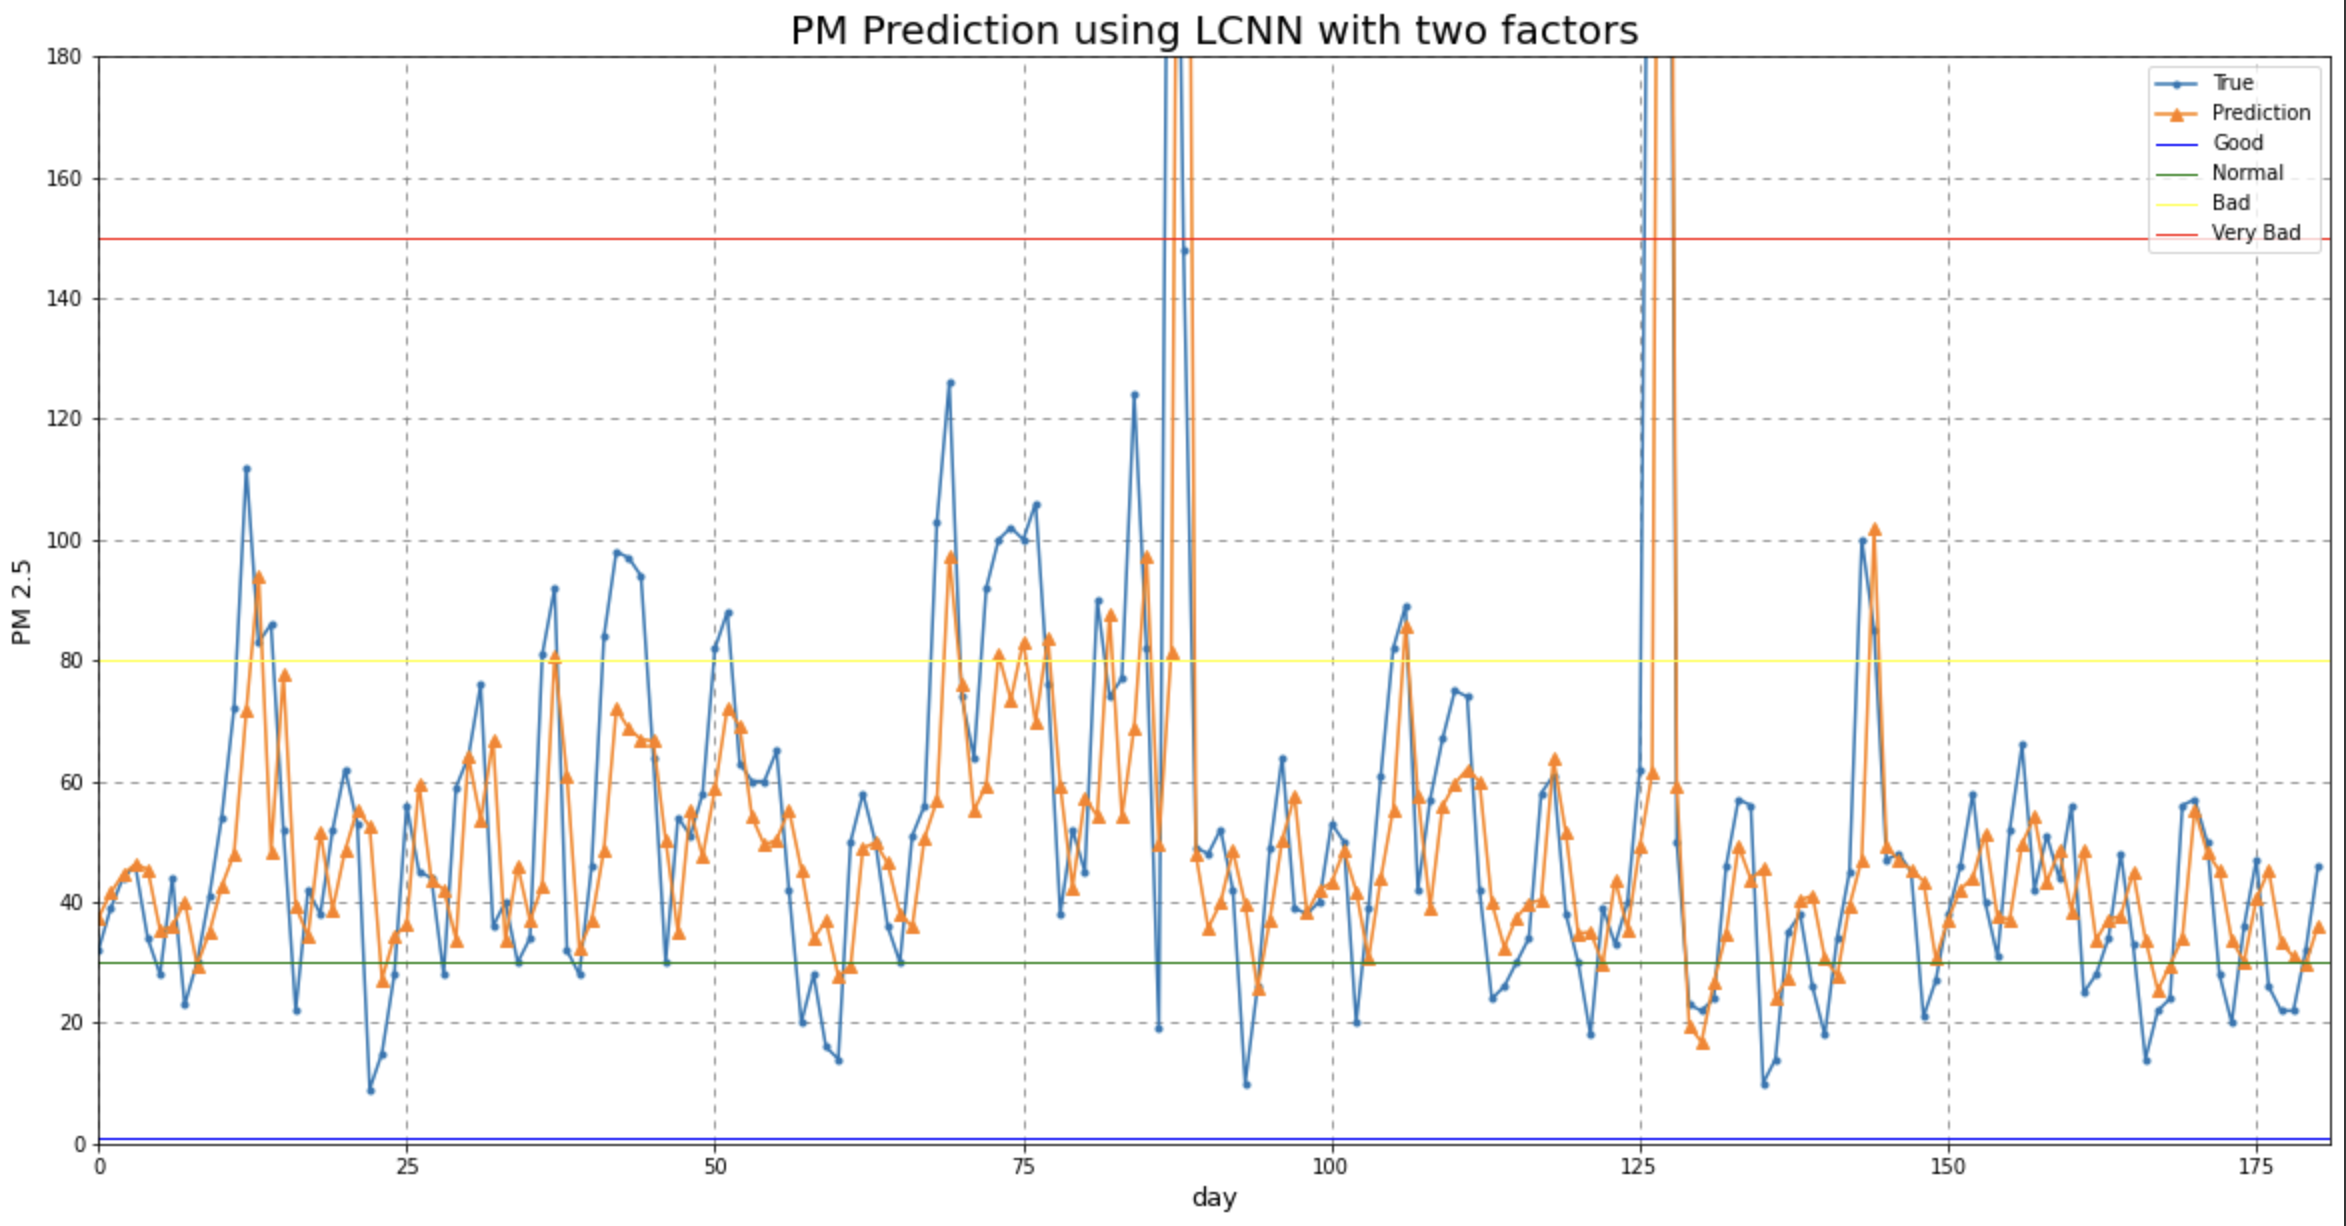 PM Prediction using LCNN with two factors
180
160
140
120
100
80
60
40
20
0
PM 2.5
True
Prediction
Good
Normal
Bad
Very Bad
0 25 50 75 100 125 150 175
day